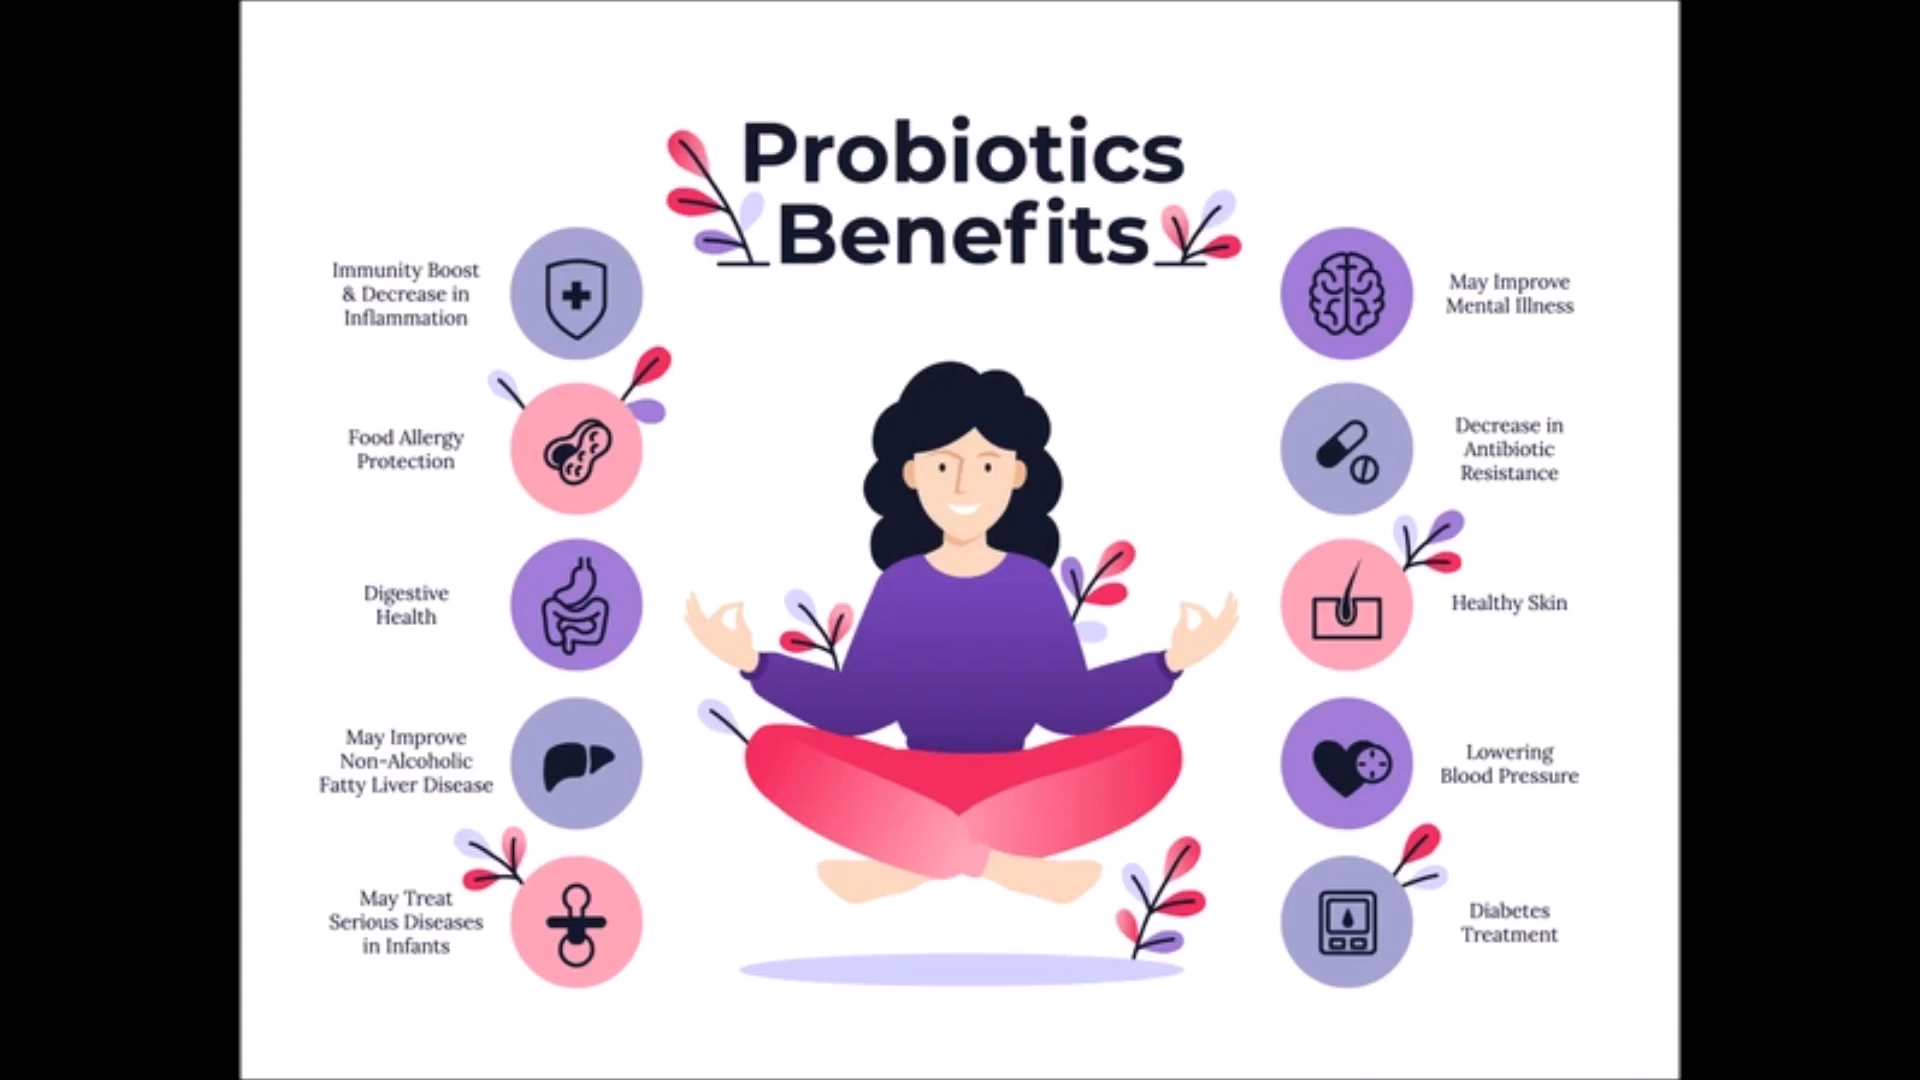 Probiotics
Benefits
Immunity Boost
& Decrease in
Inflammation
Food Allergy
Protection
Digestive
Health
May Improve
Non-Alcoholic
Fatty Liver Disease
May Treat
Serious Diseases
in Infants
May Improve
Mental Illness
Decrease in
Antibiotic
Resistance
Healthy Skin
Lowering
Blood Pressure
Diabetes
Treatment